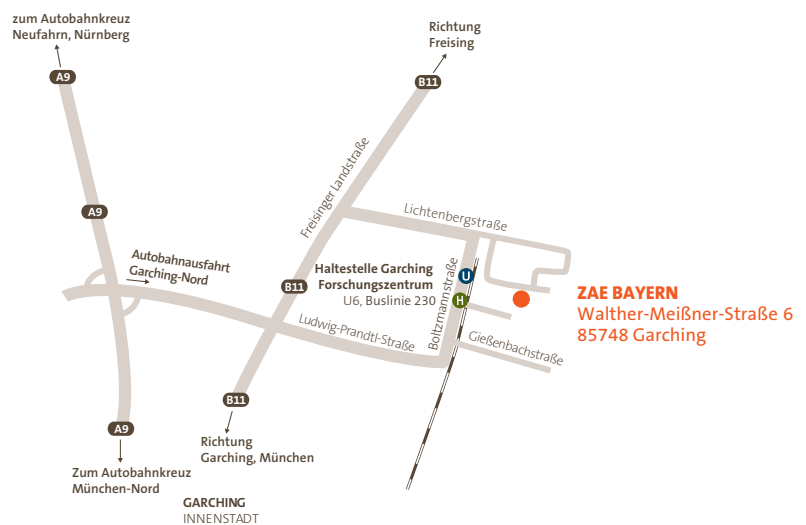 zum Autobahnkreuz
Neufahrn, Nürnberg
A9
Richtung
Freising
B11
Freisinger Landstraße
A9
Lichtenbergstraße
Autobahnausfahrt
Garching-Nord
B11
Haltestelle Garching
Forschungszentrum
U6, Buslinie 230
U
H
Boltzmannstraße
ZAE BAYERN
Walther-Meißner-Straße 6
85748 Garching
Ludwig-Prandtl-Straße
Gießenbachstraße
B11
A9
Richtung
Garching, München
Zum Autobahnkreuz
München-Nord
GARCHING
INNENSTADT